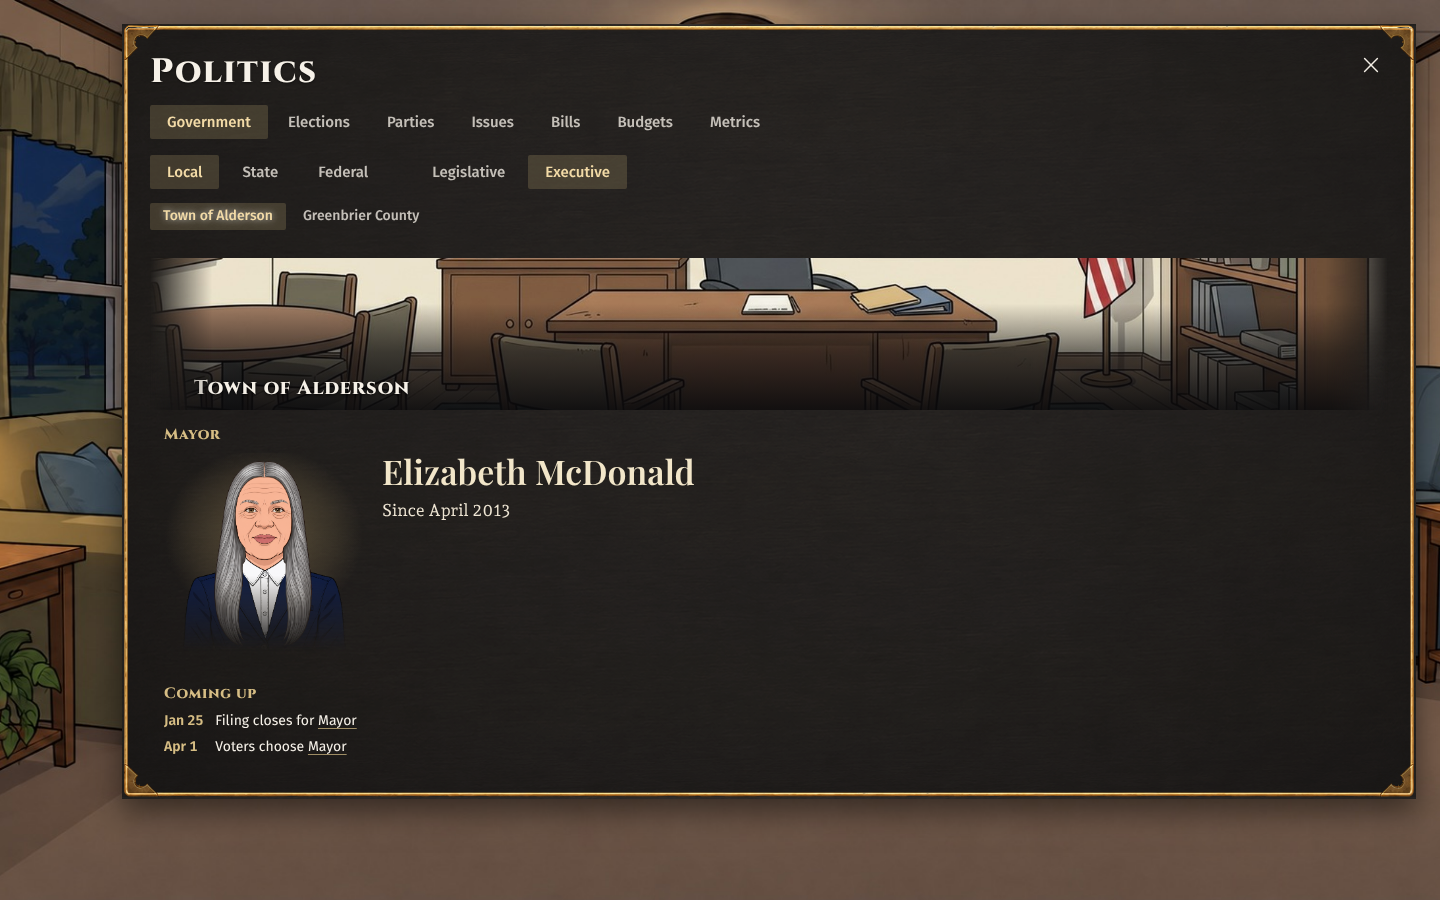 Politics
Government Elections Parties Issues Bills Budgets Metrics
Local State Federal Legislative Executive
Town of Alderson Greenbrier County
Town of Alderson
Mayor
Elizabeth McDonald
Since April 2013
Coming up
Jan 25 Filing closes for Mayor
Apr 1 Voters choose Mayor